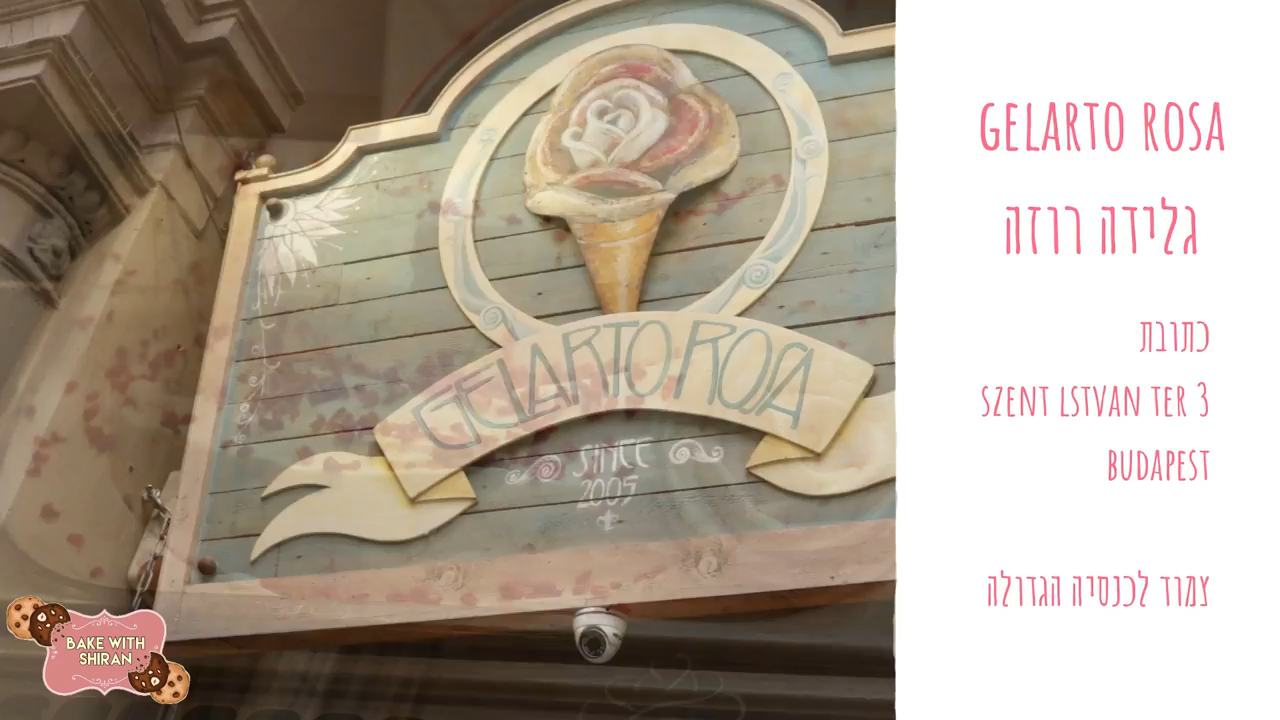 GELARTO ROSA
SINCE
2005
BAKE WITH
SHIRAN
GELARTO ROSA
גלידה רוזה
כתובת
SZENT LSTVAN TER 3
BUDAPEST
צמוד לכנסיה הגדולה